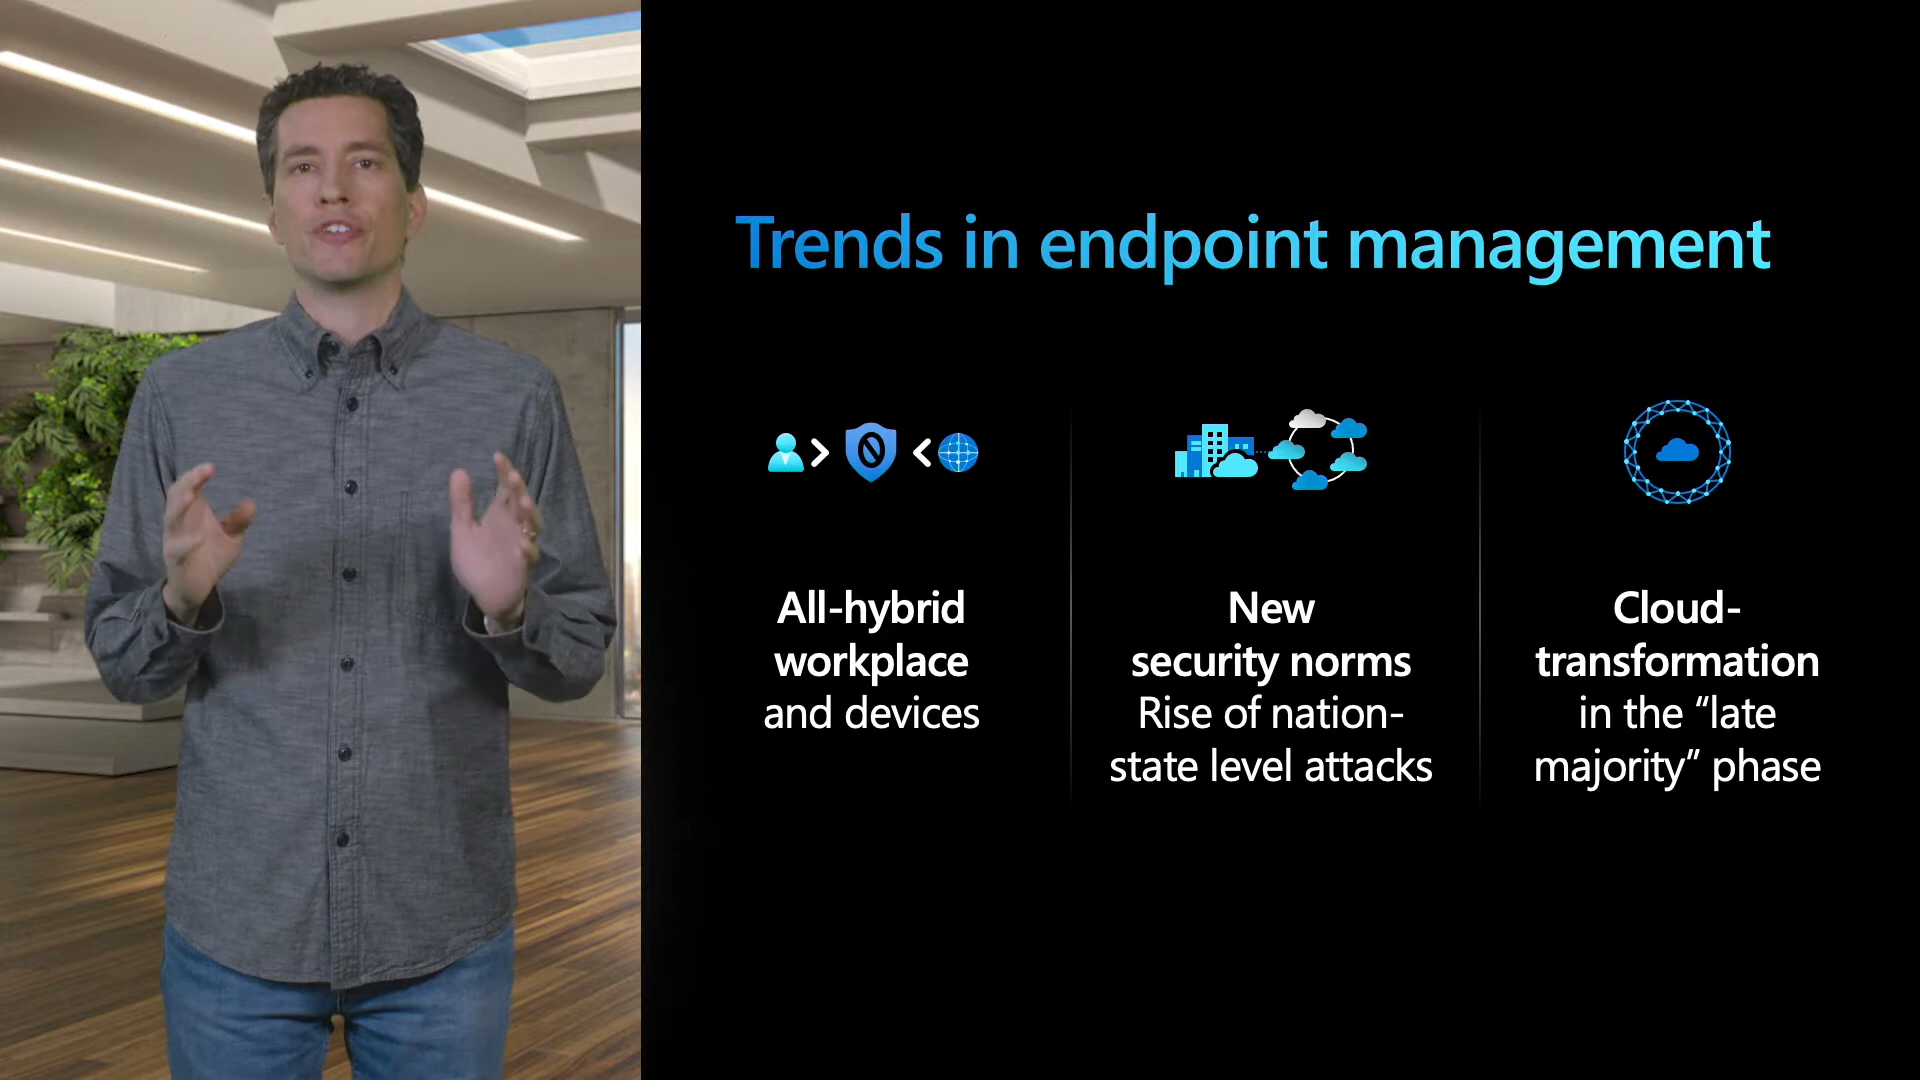 Trends in endpoint management
All-hybrid
workplace
and devices
New
security norms
Rise of nation-
state level attacks
Cloud-
transformation
in the “late
majority” phase